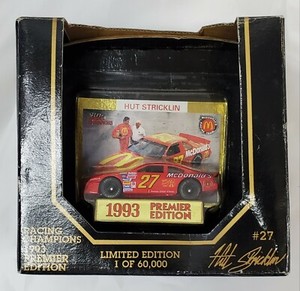 HUT STRICKLIN
McDonald's
27
McDonald's
27
1993 PREMIER
EDITION
RACING
CHAMPIONS
1993
PREMIER
EDITION
LIMITED EDITION
1 OF 60,000
#27
Hut Stricklin